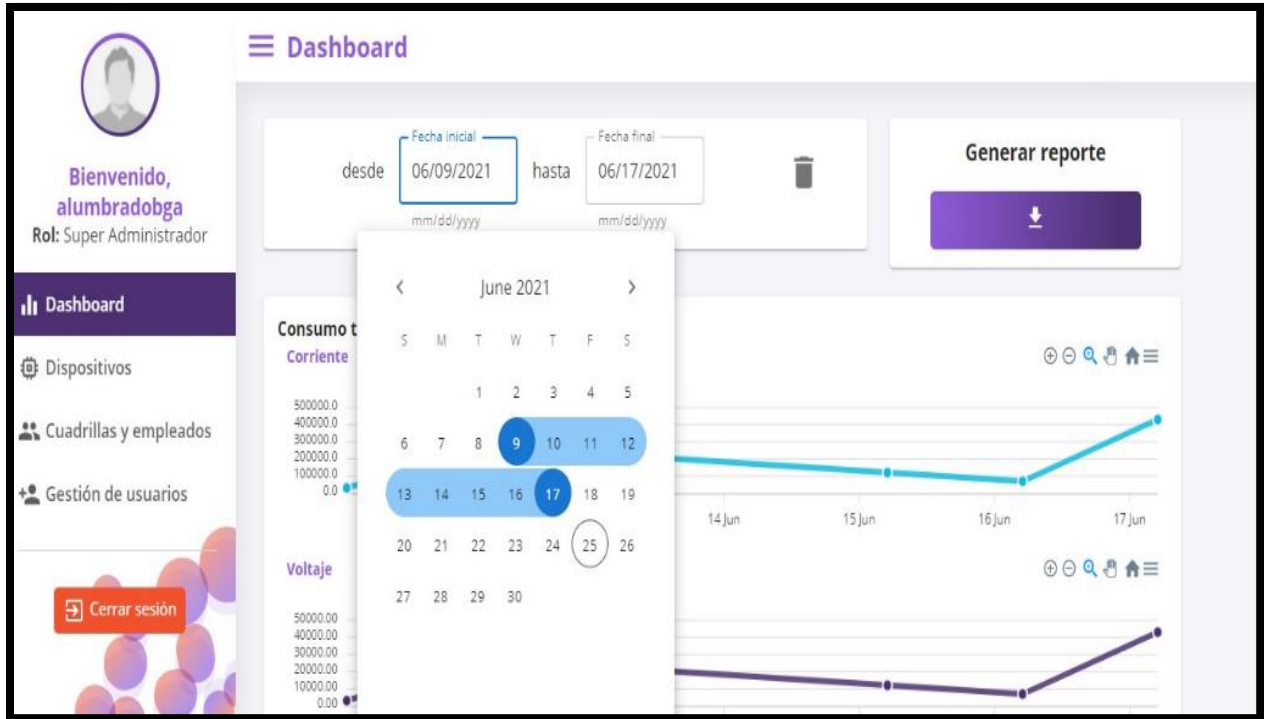 Dashboard
Bienvenido,
alumbradobga
Rol: Super Administrador
Dashboard
Dispositivos
Cuadrillas y empleados
Gestión de usuarios
Cerrar sesión
desde
Fecha inicial
06/09/2021
mm/dd/yyyy
hasta
Fecha final
06/17/2021
mm/dd/yyyy
Generar reporte
June 2021
S M T W T F S
1 2 3 4 5
6 7 8 9 10 11 12
13 14 15 16 17 18 19
20 21 22 23 24 25 26
27 28 29 30
Consumo t
Corriente
500000.0
400000.0
300000.0
200000.0
100000.0
0.0
14 Jun 15 Jun 16 Jun 17 Jun
Voltaje
50000.00
40000.00
30000.00
20000.00
10000.00
0.00